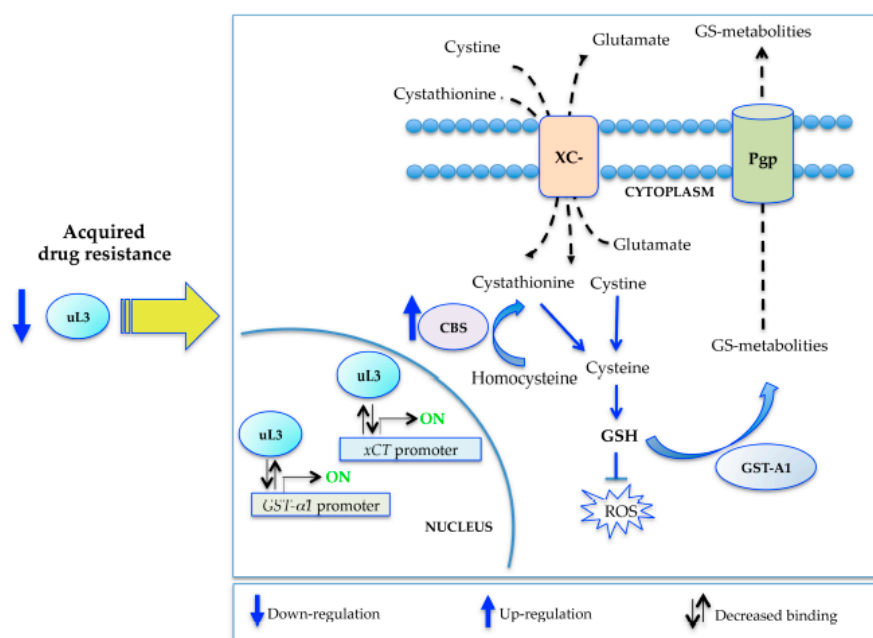 Acquired
drug resistance
uL3
Cystine
Glutamate
GS-metabolities
Cystathionine
XC-
Pgp
CYTOPLASM
Glutamate
Cystathionine
Cystine
CBS
GS-metabolities
Homocysteine
Cysteine
uL3
ON
xCT promoter
GSH
uL3
ON
GST-α1 promoter
GST-A1
ROS
NUCLEUS
Down-regulation
Up-regulation
Decreased binding